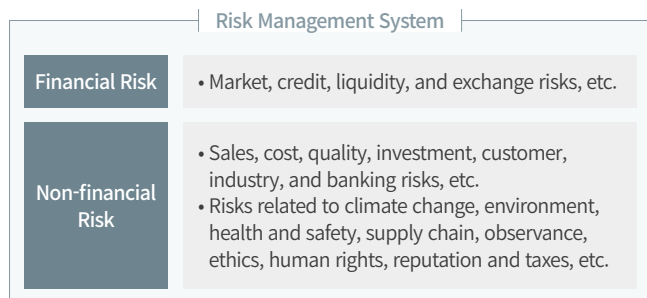 Risk Management System
Financial Risk
• Market, credit, liquidity, and exchange risks, etc.
Non-financial
Risk
• Sales, cost, quality, investment, customer,
industry, and banking risks, etc.
• Risks related to climate change, environment,
health and safety, supply chain, observance,
ethics, human rights, reputation and taxes, etc.